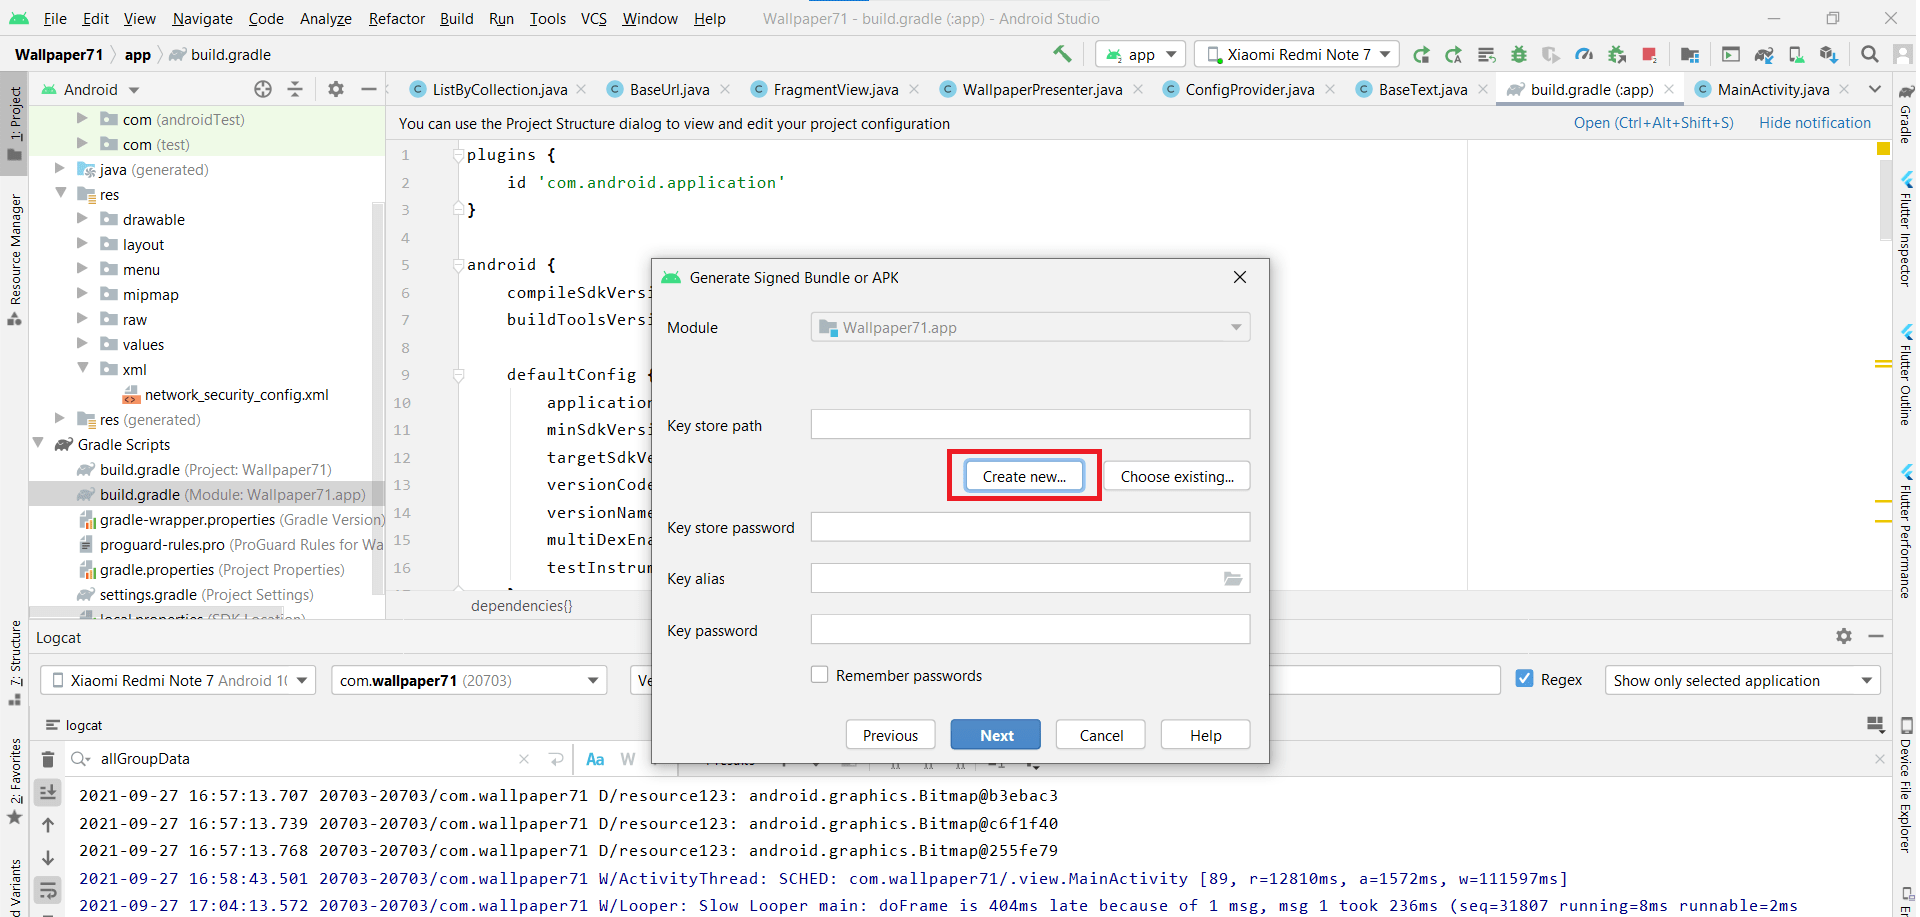 File Edit View Navigate Code Analyze Refactor Build Run Tools VCS Window Help Wallpaper71 - build.gradle (:app) - Android Studio
Wallpaper71 app build.gradle app Xiaomi Redmi Note 7
Android ListByCollection.java BaseUrl.java FragmentView.java WallpaperPresenter.java ConfigProvider.java BaseText.java build.gradle (:app) MainActivity.java
You can use the Project Structure dialog to view and edit your project configuration Open (Ctrl+Alt+Shift+S) Hide notification
1: Project
Resource Manager
7: Structure
2: Favorites
d Variants
com (androidTest)
com (test)
java (generated)
res
drawable
layout
menu
mipmap
raw
values
xml
network_security_config.xml
res (generated)
Gradle Scripts
build.gradle (Project: Wallpaper71)
build.gradle (Module: Wallpaper71.app)
gradle-wrapper.properties (Gradle Version)
proguard-rules.pro (ProGuard Rules for Wa
gradle.properties (Project Properties)
settings.gradle (Project Settings)
local.properties (SDK Location)
1 plugins {
2 id 'com.android.application'
3 }
4
5 android {
6 compileSdkVersi
7 buildToolsVersi
8
9 defaultConfig {
10 application
11 minSdkVersi
12 targetSdkVe
13 versionCode
14 versionName
15 multiDexEna
16 testInstrum
dependencies{}
Generate Signed Bundle or APK
Module Wallpaper71.app
Key store path
Create new... Choose existing...
Key store password
Key alias
Key password
Remember passwords
Previous Next Cancel Help
Gradle
Flutter Inspector
Flutter Outline
Flutter Performance
Device File Explorer
Logcat
Xiaomi Redmi Note 7 Android 10 com.wallpaper71 (20703) Ve Regex Show only selected application
logcat
allGroupData Aa W
2021-09-27 16:57:13.707 20703-20703/com.wallpaper71 D/resource123: android.graphics.Bitmap@b3ebac3
2021-09-27 16:57:13.739 20703-20703/com.wallpaper71 D/resource123: android.graphics.Bitmap@c6f1f40
2021-09-27 16:57:13.768 20703-20703/com.wallpaper71 D/resource123: android.graphics.Bitmap@255fe79
2021-09-27 16:58:43.501 20703-20703/com.wallpaper71 W/ActivityThread: SCHED: com.wallpaper71/.view.MainActivity [89, r=12810ms, a=1572ms, w=111597ms]
2021-09-27 17:04:13.572 20703-20703/com.wallpaper71 W/Looper: Slow Looper main: doFrame is 404ms late because of 1 msg, msg 1 took 236ms (seq=31807 running=8ms runnable=2ms